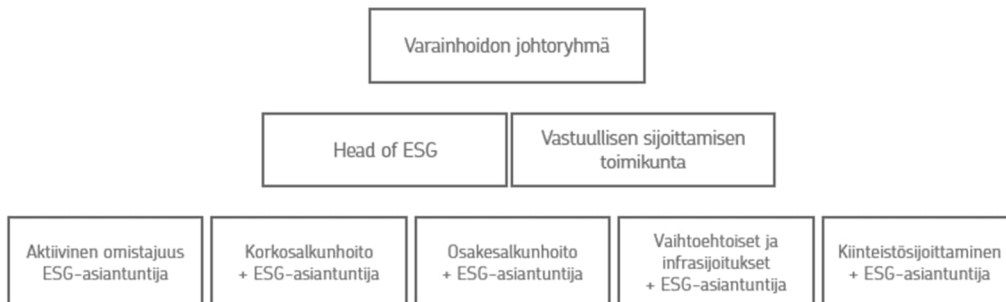 Varainhoidon johtoryhmä
Head of ESG
Vastuullisen sijoittamisen
toimikunta
Aktiivinen omistajuus
ESG-asiantuntija
Korkosalkunhoito
+ ESG-asiantuntija
Osakesalkunhoito
+ ESG-asiantuntija
Vaihtoehtoiset ja
infrasijoitukset
+ ESG-asiantuntija
Kiinteistösijoittaminen
+ ESG-asiantuntija